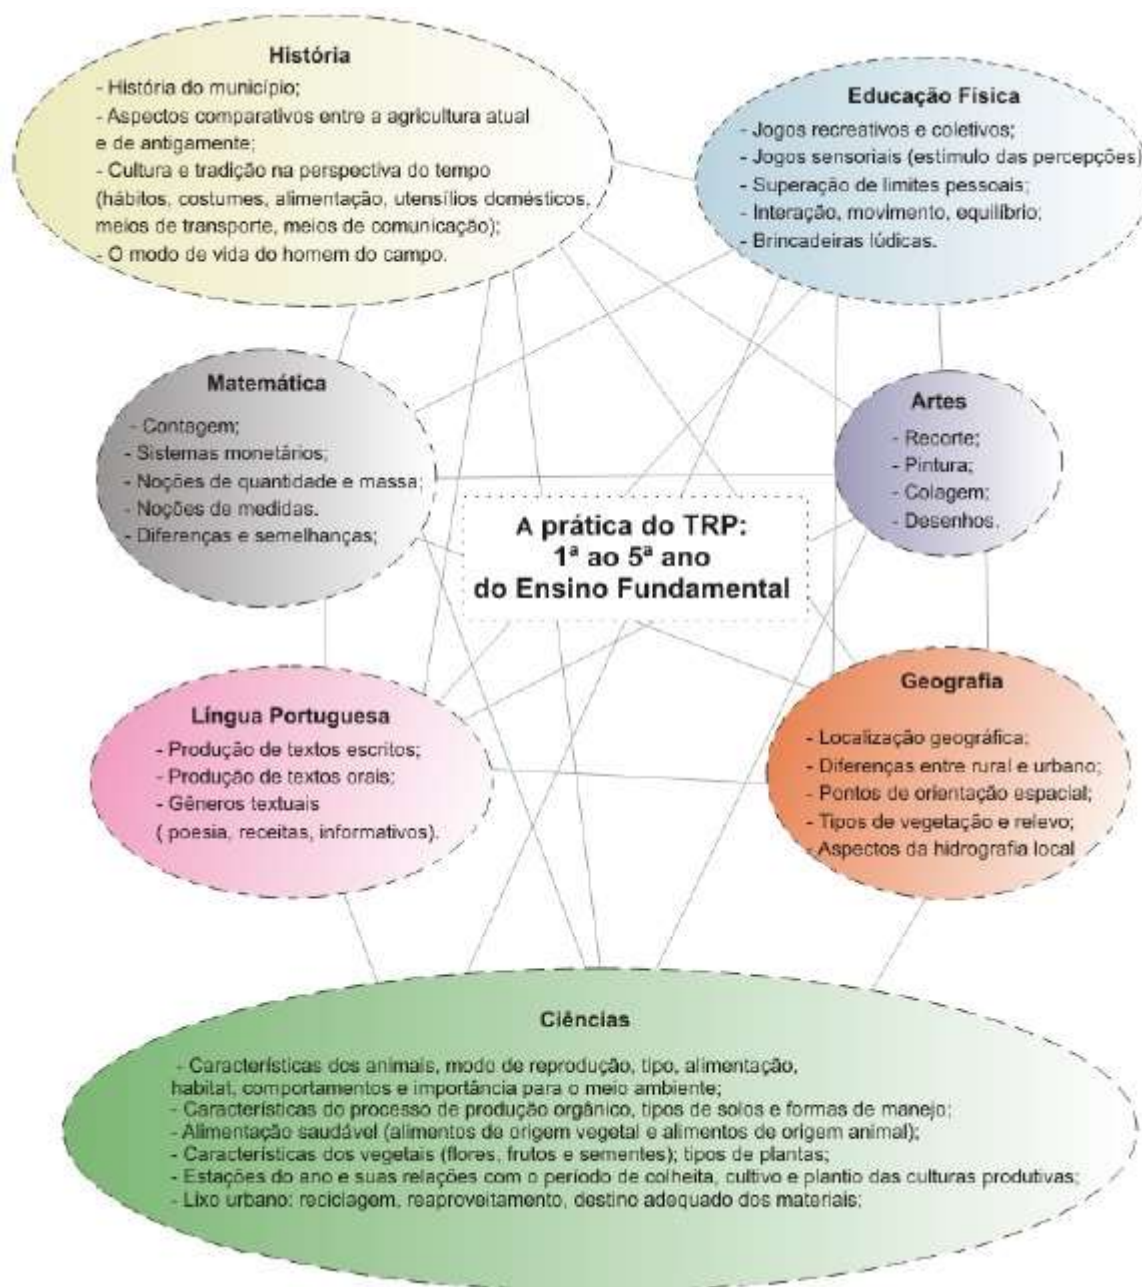 História
- História do município;
- Aspectos comparativos entre a agricultura atual
e de antigamente;
- Cultura e tradição na perspectiva do tempo
(hábitos, costumes, alimentação, utensílios domésticos,
meios de transporte, meios de comunicação);
- O modo de vida do homem do campo.
Educação Física
- Jogos recreativos e coletivos;
- Jogos sensoriais (estímulo das percepções)
- Superação de limites pessoais;
- Interação, movimento, equilíbrio;
- Brincadeiras lúdicas.
Matemática
- Contagem;
- Sistemas monetários;
- Noções de quantidade e massa;
- Noções de medidas.
- Diferenças e semelhanças;
Artes
- Recorte;
- Pintura;
- Colagem;
- Desenhos.
A prática do TRP:
1ª ao 5ª ano
do Ensino Fundamental
Língua Portuguesa
- Produção de textos escritos;
- Produção de textos orais;
- Gêneros textuais
( poesia, receitas, informativos).
Geografia
- Localização geográfica;
- Diferenças entre rural e urbano;
- Pontos de orientação espacial;
- Tipos de vegetação e relevo;
- Aspectos da hidrografia local
Ciências
- Características dos animais, modo de reprodução, tipo, alimentação,
habitat, comportamentos e importância para o meio ambiente;
- Características do processo de produção orgânico, tipos de solos e formas de manejo;
- Alimentação saudável (alimentos de origem vegetal e alimentos de origem animal);
- Características dos vegetais (flores, frutos e sementes); tipos de plantas;
- Estações do ano e suas relações com o período de colheita, cultivo e plantio das culturas produtivas;
- Lixo urbano: reciclagem, reaproveitamento, destino adequado dos materiais;